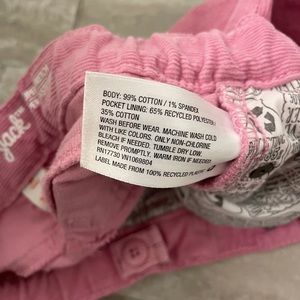 BODY: 99% COTTON / 1% SPANDEX
POCKET LINING: 65% RECYCLED POLYESTER /
35% COTTON
WASH BEFORE WEAR. MACHINE WASH COLD
WITH LIKE COLORS. ONLY NON-CHLORINE
BLEACH IF NEEDED. TUMBLE DRY LOW.
REMOVE PROMPTLY. WARM IRON IF NEEDED.
RN17730 VN1069804
LABEL MADE FROM 100% RECYCLED PLASTIC
jack